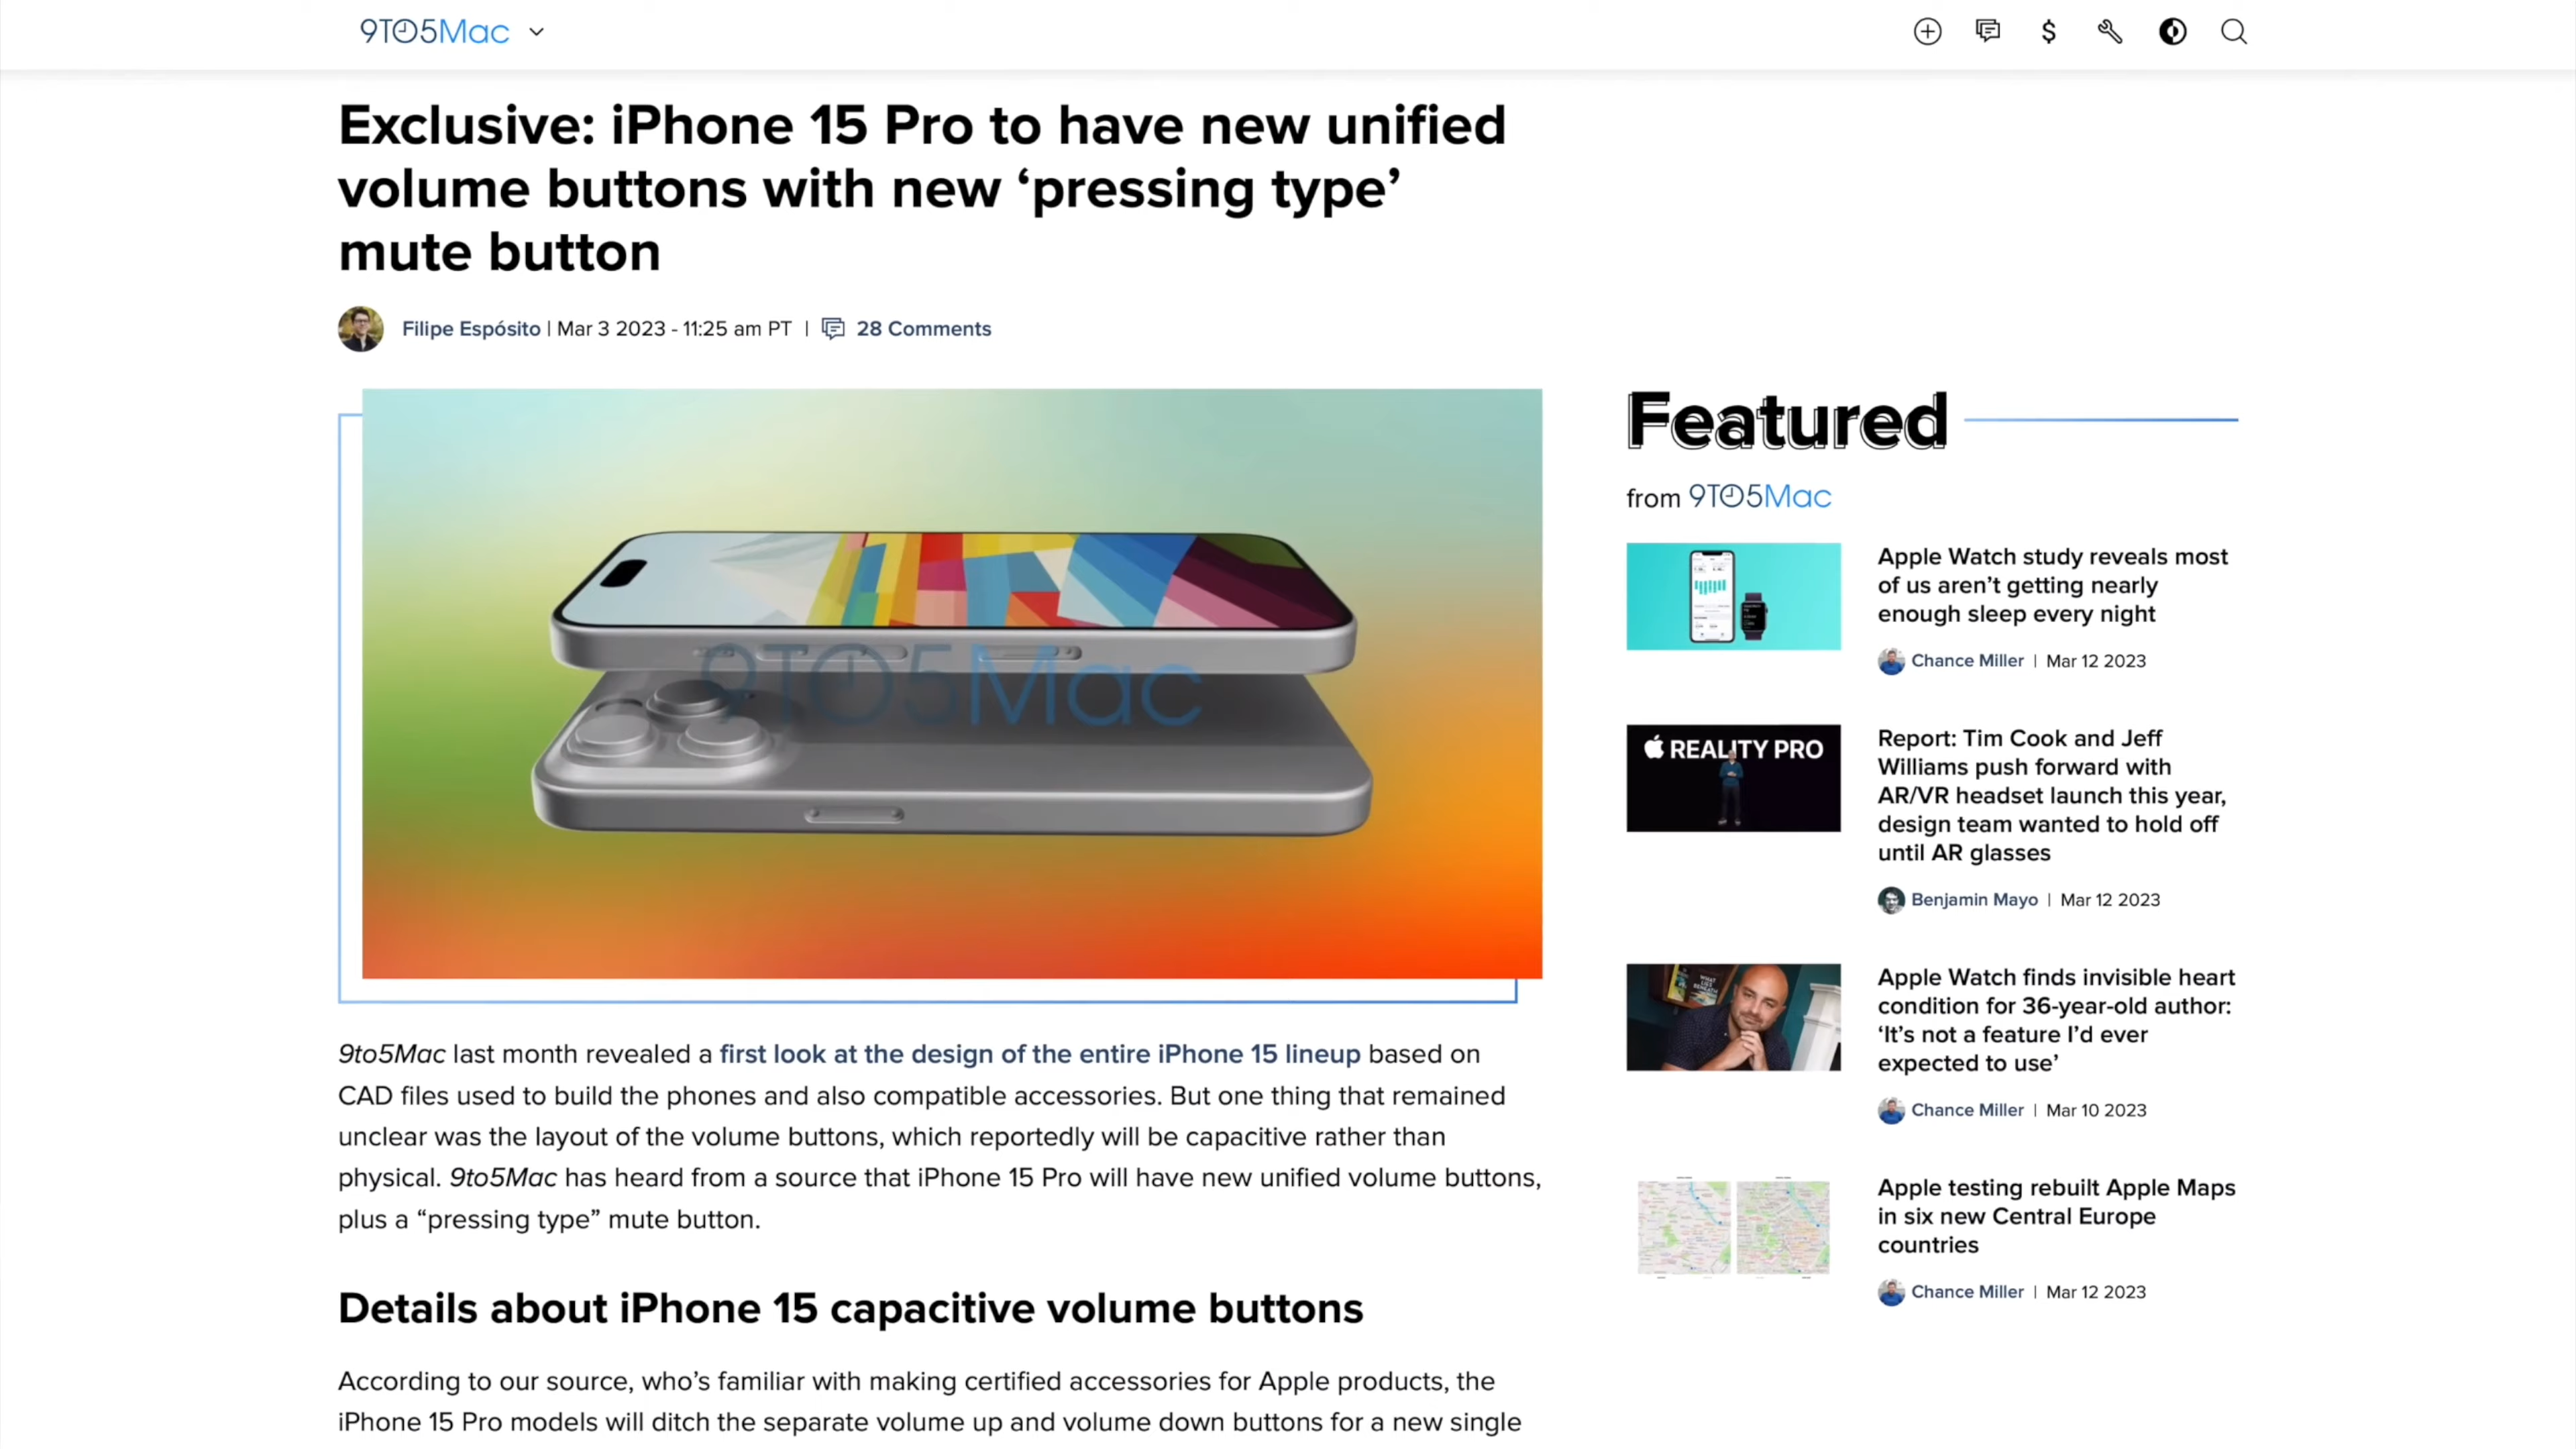 9TO5Mac
Exclusive: iPhone 15 Pro to have new unified
volume buttons with new ‘pressing type’
mute button
Filipe Espósito | Mar 3 2023 - 11:25 am PT | 28 Comments
9TO5Mac
9to5Mac last month revealed a first look at the design of the entire iPhone 15 lineup based on
CAD files used to build the phones and also compatible accessories. But one thing that remained
unclear was the layout of the volume buttons, which reportedly will be capacitive rather than
physical. 9to5Mac has heard from a source that iPhone 15 Pro will have new unified volume buttons,
plus a “pressing type” mute button.
Details about iPhone 15 capacitive volume buttons
According to our source, who’s familiar with making certified accessories for Apple products, the
iPhone 15 Pro models will ditch the separate volume up and volume down buttons for a new single
Featured
from 9TO5Mac
Apple Watch study reveals most
of us aren’t getting nearly
enough sleep every night
Chance Miller | Mar 12 2023
REALITY PRO
Report: Tim Cook and Jeff
Williams push forward with
AR/VR headset launch this year,
design team wanted to hold off
until AR glasses
Benjamin Mayo | Mar 12 2023
WHAT
LIES
BENEATH
Apple Watch finds invisible heart
condition for 36-year-old author:
‘It’s not a feature I’d ever
expected to use’
Chance Miller | Mar 10 2023
Apple testing rebuilt Apple Maps
in six new Central Europe
countries
Chance Miller | Mar 12 2023